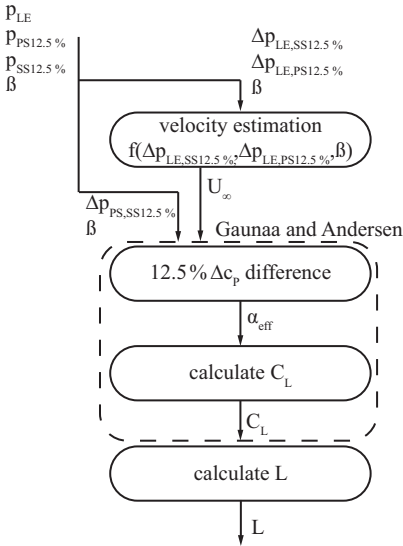 p_LE
p_PS12.5 %
p_SS12.5 %
ß
Δp_LE,SS12.5 %
Δp_LE,PS12.5 %
ß
velocity estimation
f(Δp_LE,SS12.5 %,Δp_LE,PS12.5 %,ß)
U_∞
Δp_PS,SS12.5 %
ß
Gaunaa and Andersen
12.5 % Δc_P difference
α_eff
calculate C_L
C_L
calculate L
L